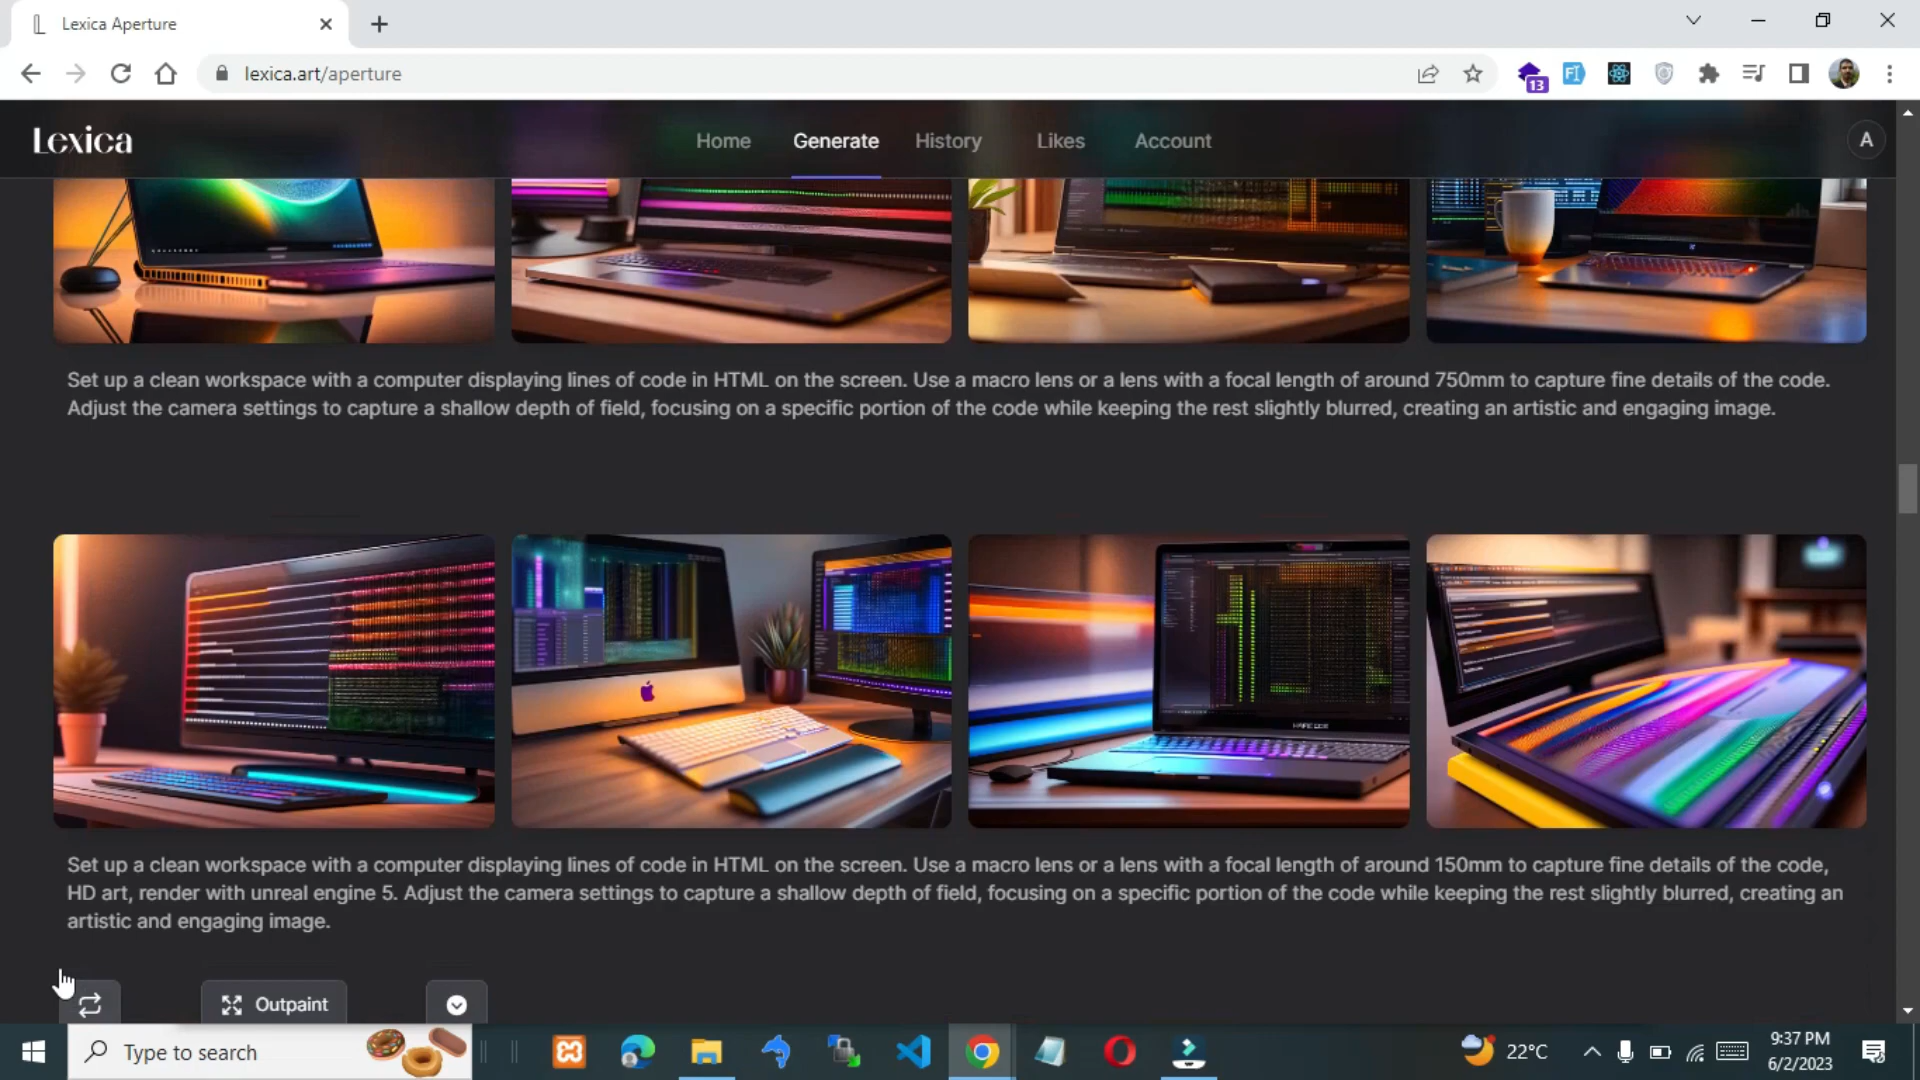 Lexica Aperture
lexica.art/aperture
13
Lexica
Home Generate History Likes Account
A
Set up a clean workspace with a computer displaying lines of code in HTML on the screen. Use a macro lens or a lens with a focal length of around 750mm to capture fine details of the code.
Adjust the camera settings to capture a shallow depth of field, focusing on a specific portion of the code while keeping the rest slightly blurred, creating an artistic and engaging image.
Set up a clean workspace with a computer displaying lines of code in HTML on the screen. Use a macro lens or a lens with a focal length of around 150mm to capture fine details of the code,
HD art, render with unreal engine 5. Adjust the camera settings to capture a shallow depth of field, focusing on a specific portion of the code while keeping the rest slightly blurred, creating an
artistic and engaging image.
Outpaint
Type to search
22°C
9:37 PM
6/2/2023